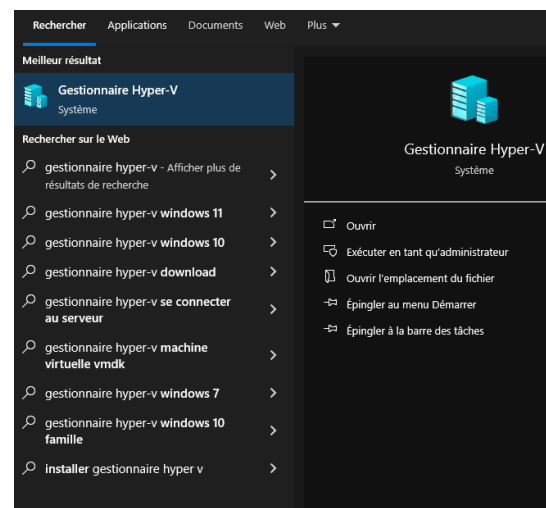 Rechercher Applications Documents Web Plus
Meilleur résultat
Gestionnaire Hyper-V
Système
Rechercher sur le Web
gestionnaire hyper-v - Afficher plus de
résultats de recherche
gestionnaire hyper-v windows 11
gestionnaire hyper-v windows 10
gestionnaire hyper-v download
gestionnaire hyper-v se connecter
au serveur
gestionnaire hyper-v machine
virtuelle vmdk
gestionnaire hyper-v windows 7
gestionnaire hyper-v windows 10
famille
installer gestionnaire hyper v
Gestionnaire Hyper-V
Système
Ouvrir
Exécuter en tant qu'administrateur
Ouvrir l'emplacement du fichier
Épingler au menu Démarrer
Épingler à la barre des tâches